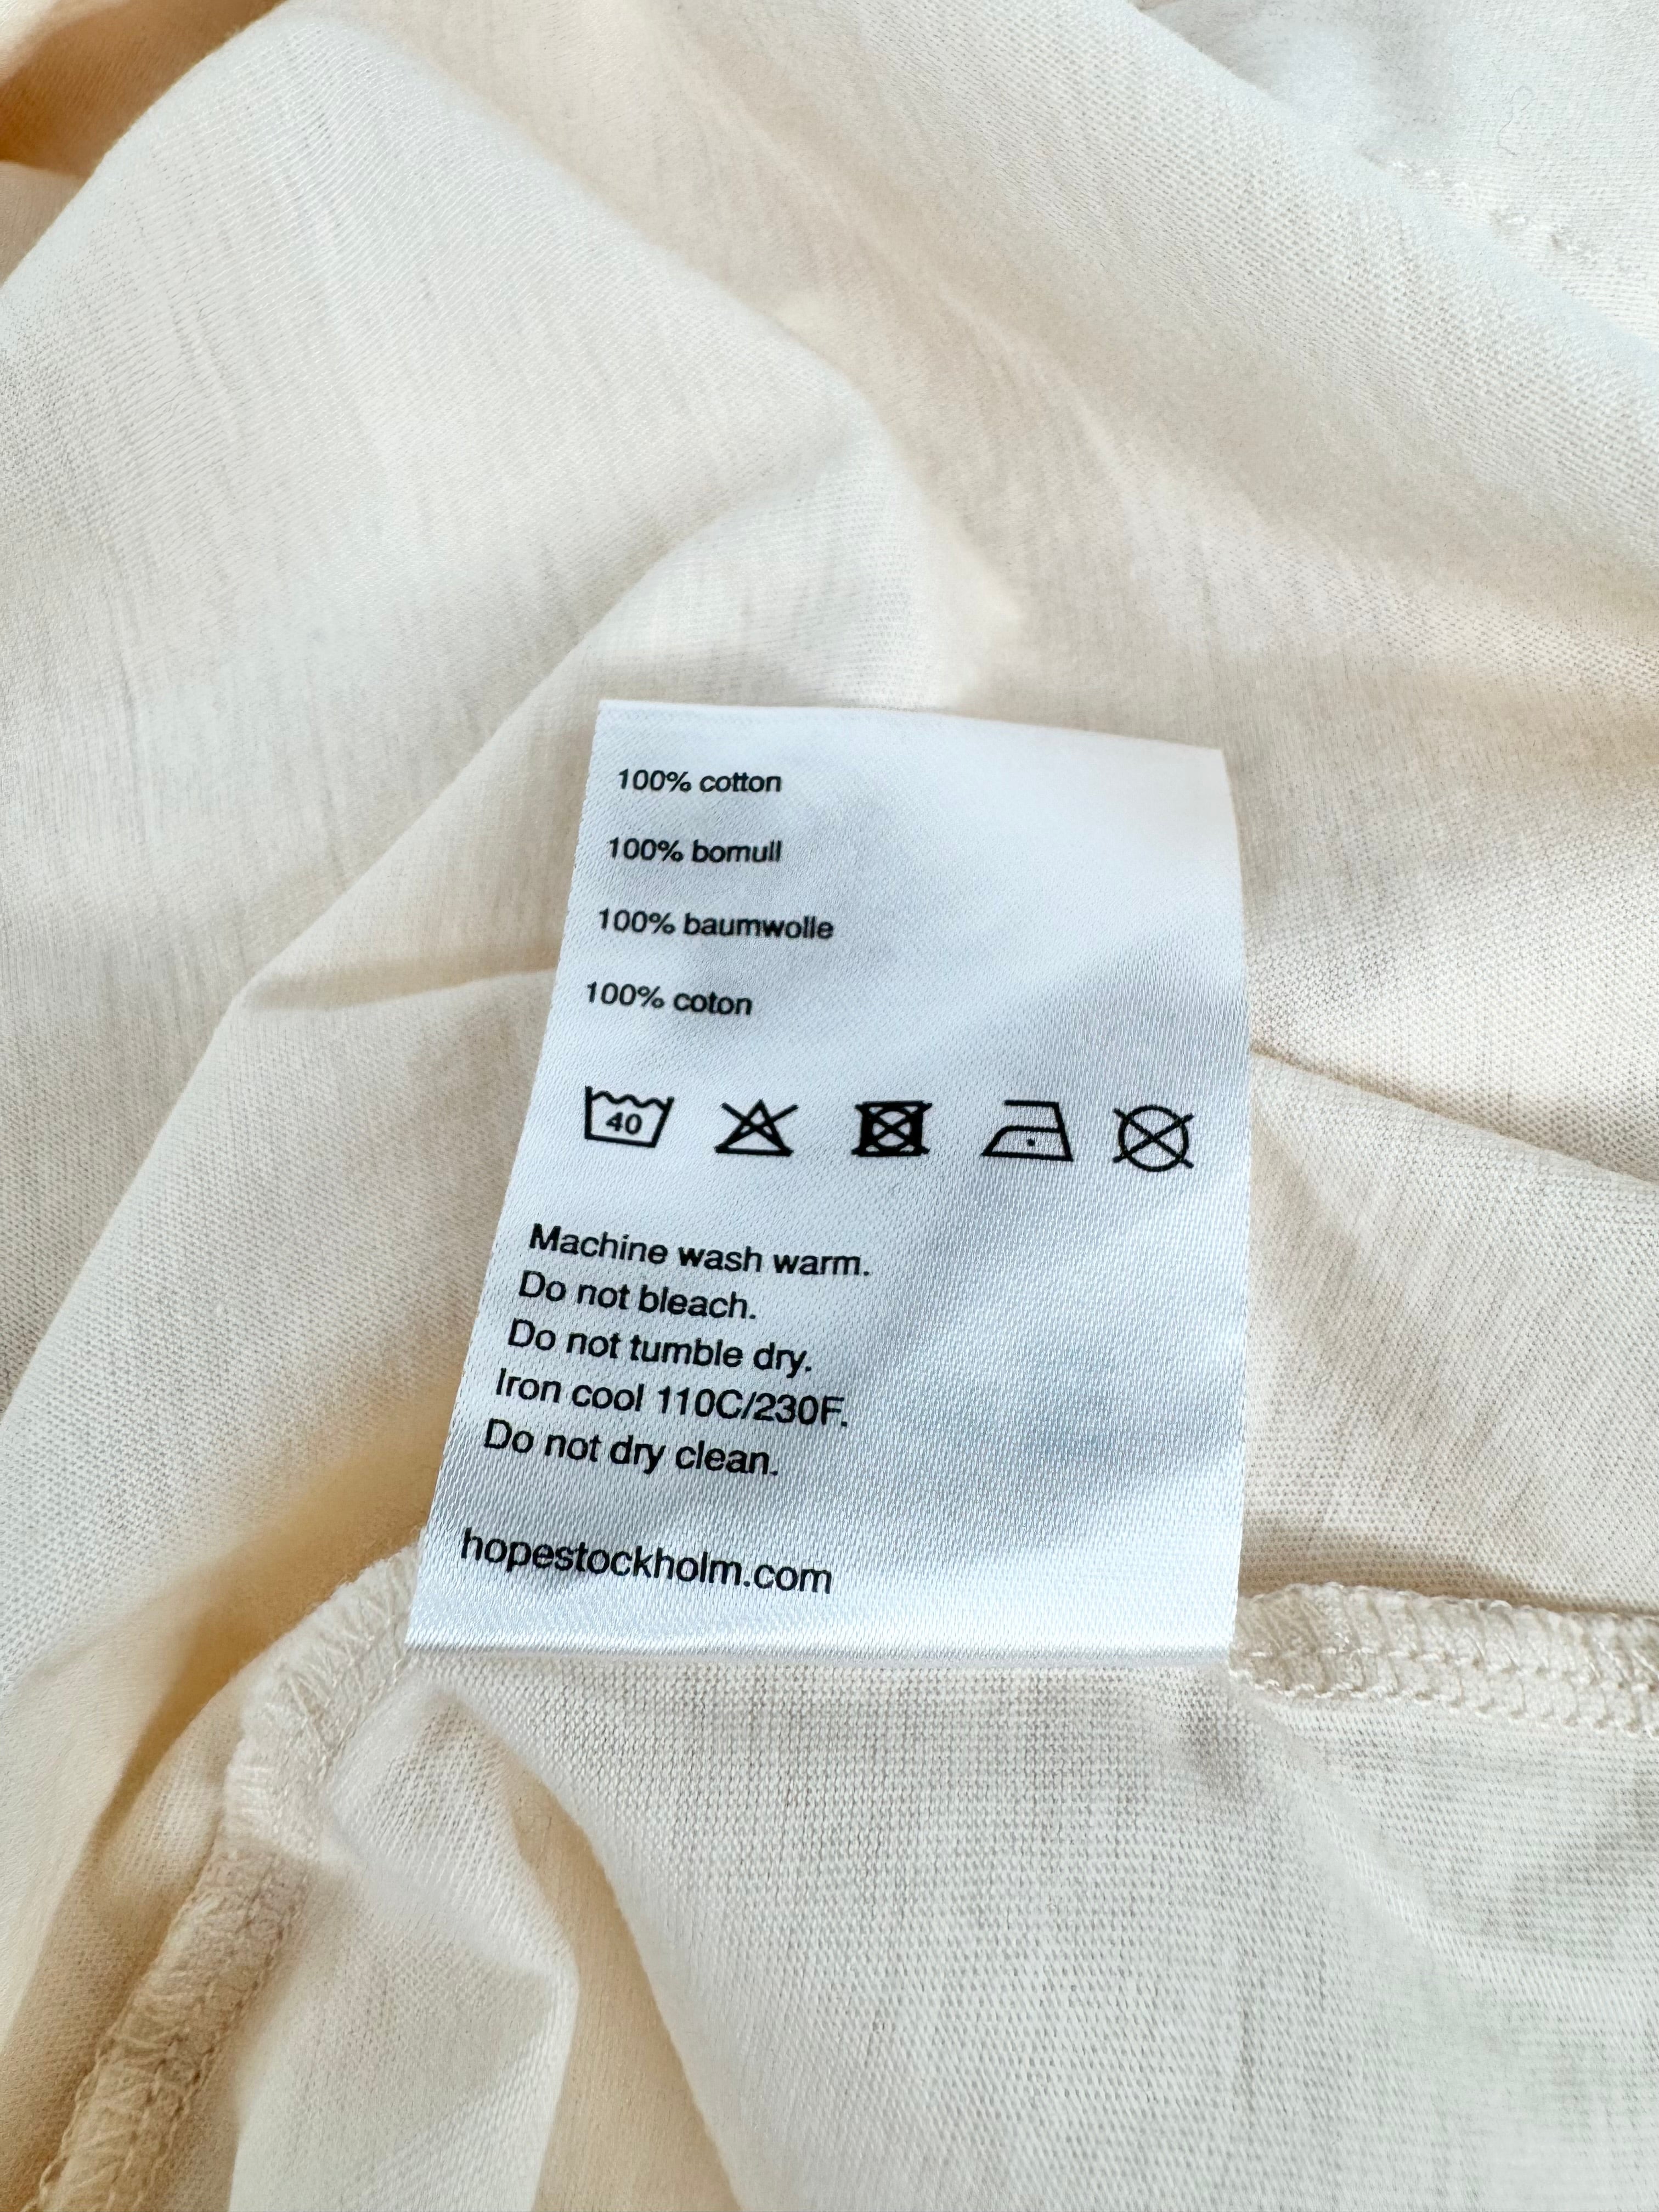 100% cotton
100% bomull
100% baumwolle
100% coton
40
Machine wash warm.
Do not bleach.
Do not tumble dry.
Iron cool 110C/230F.
Do not dry clean.
hopestockholm.com